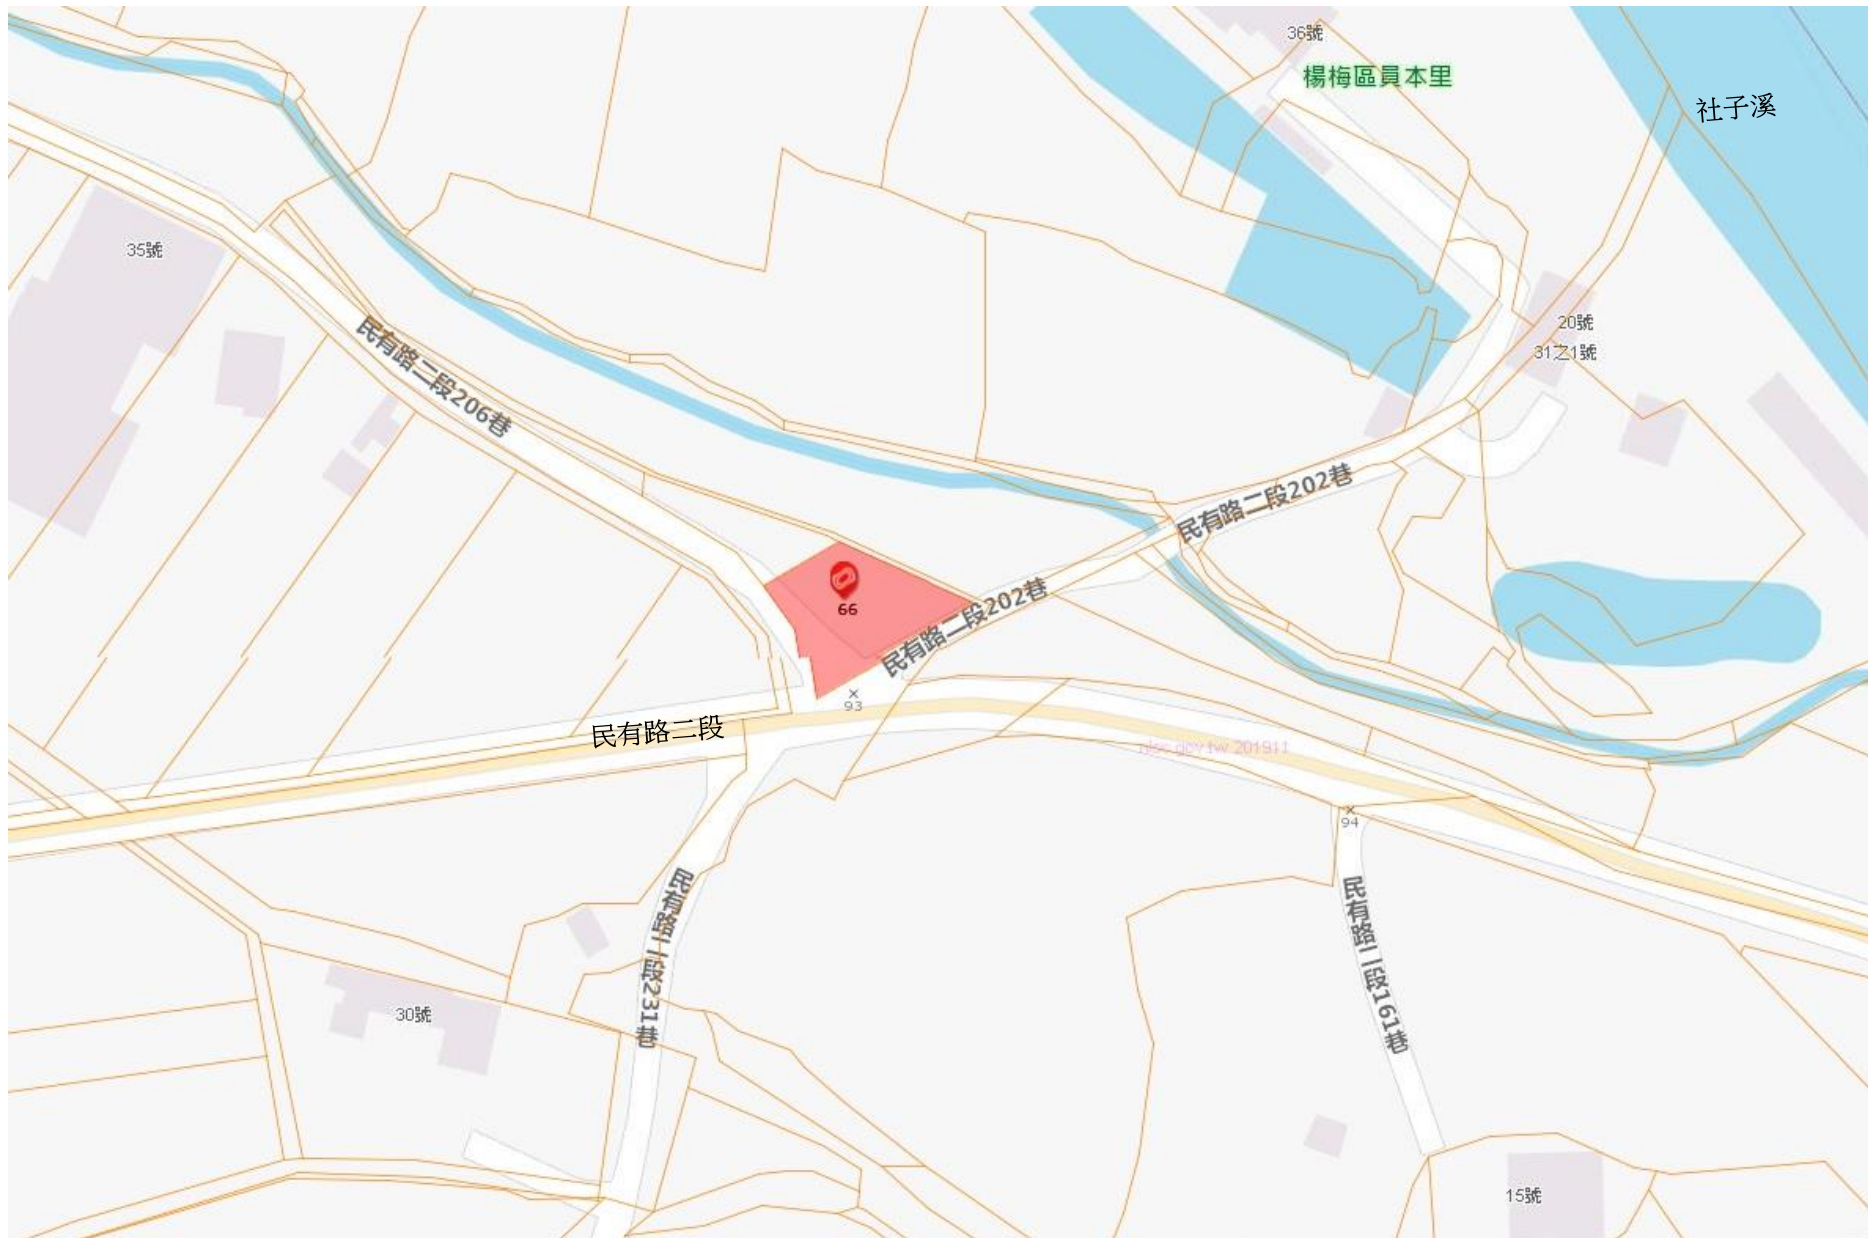 36號
楊梅區員本里
社子溪
35號
20號
31之1號
民有路二段206巷
民有路二段202巷
民有路二段202巷
66
93
民有路二段
nlsc.gov.tw 201911
94
民有路二段231巷
民有路二段161巷
30號
15號